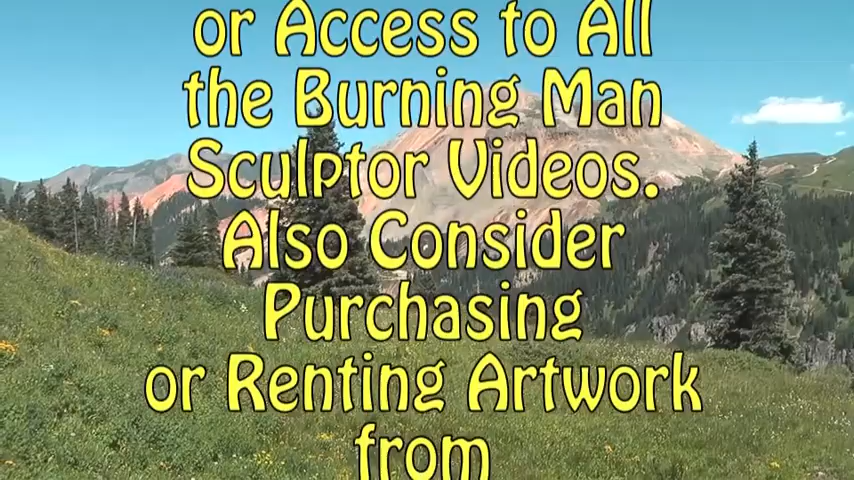 or Access to All
the Burning Man
Sculptor Videos.
Also Consider
Purchasing
or Renting Artwork
from